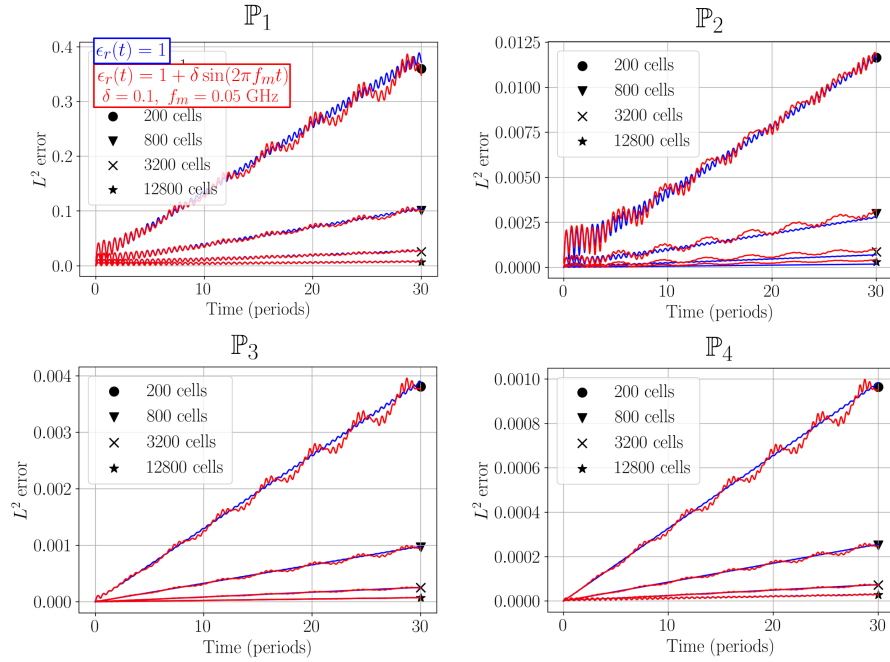 ℙ₁
L² error
0.4
0.3
0.2
0.1
0.0
ϵᵣ(t) = 1
ϵᵣ(t) = 1 + δ sin(2πfₘt)
δ = 0.1, fₘ = 0.05 GHz
200 cells
800 cells
3200 cells
12800 cells
0
10
20
30
Time (periods)
ℙ₂
L² error
0.0125
0.0100
0.0075
0.0050
0.0025
0.0000
200 cells
800 cells
3200 cells
12800 cells
0
10
20
30
Time (periods)
ℙ₃
L² error
0.004
0.003
0.002
0.001
0.000
200 cells
800 cells
3200 cells
12800 cells
0
10
20
30
Time (periods)
ℙ₄
L² error
0.0010
0.0008
0.0006
0.0004
0.0002
0.0000
200 cells
800 cells
3200 cells
12800 cells
0
10
20
30
Time (periods)